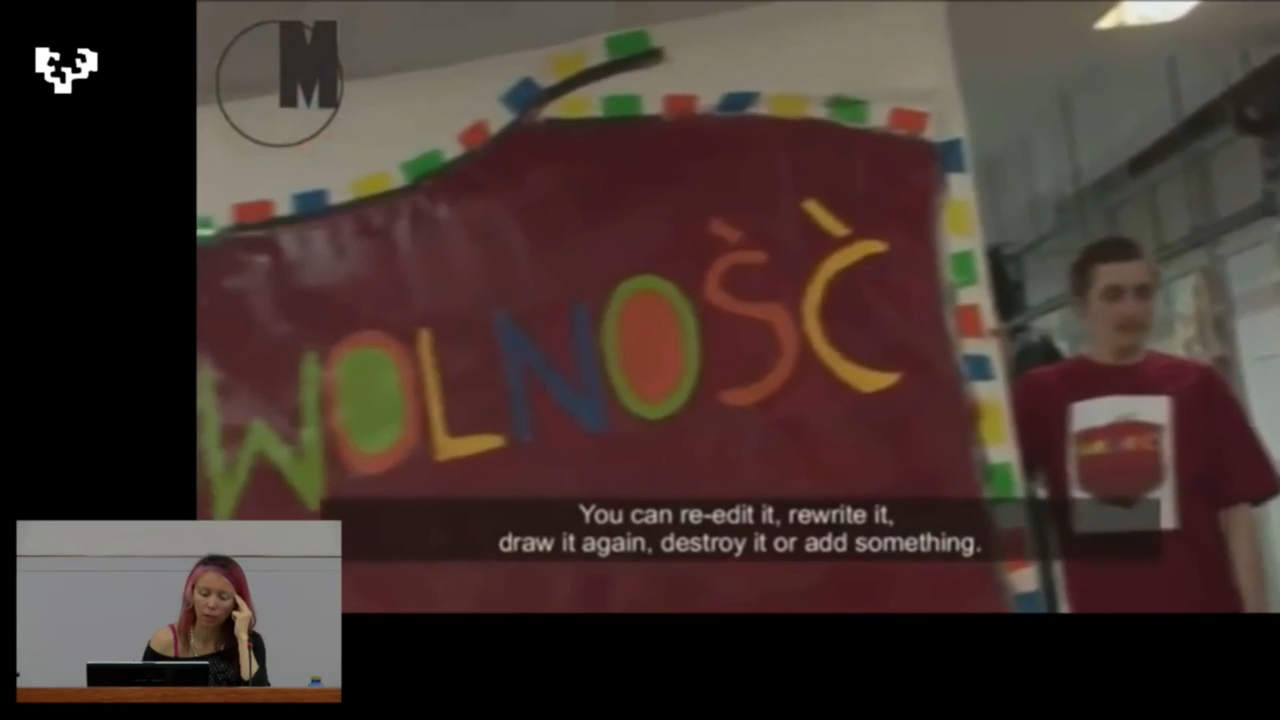 M
WOLNOŚĆ
You can re-edit it, rewrite it,
draw it again, destroy it or add something.